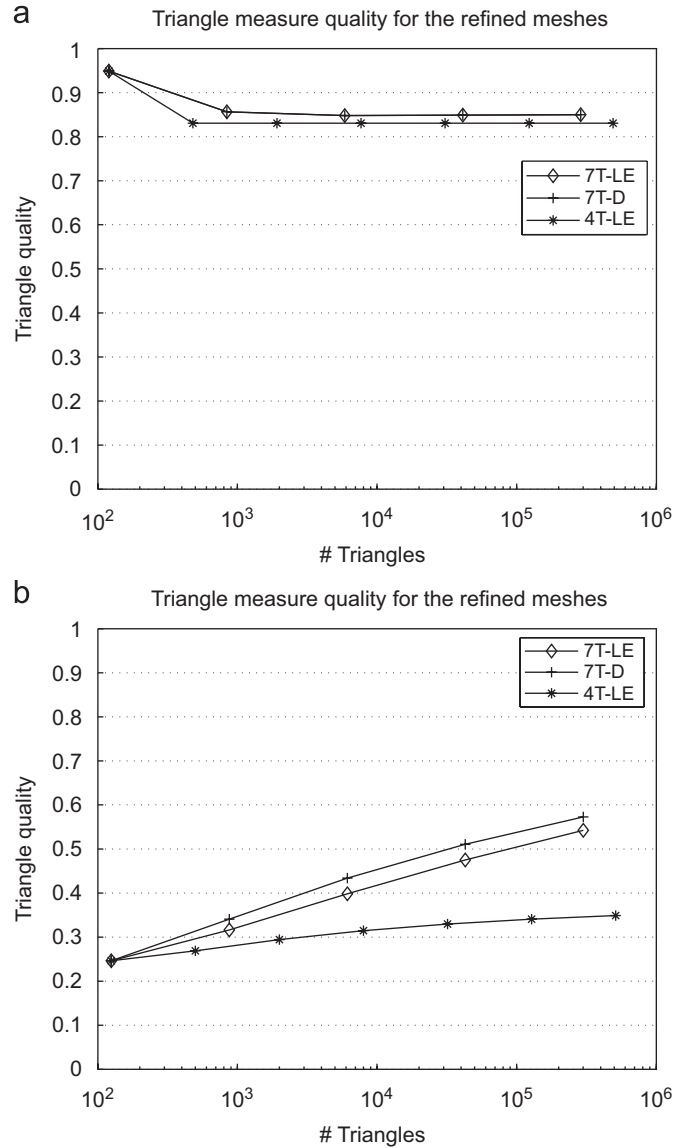 a
Triangle measure quality for the refined meshes
1
0.9
0.8
0.7
0.6
0.5
0.4
0.3
0.2
0.1
0
Triangle quality
7T-LE
7T-D
4T-LE
10^2
10^3
10^4
10^5
10^6
# Triangles
b
Triangle measure quality for the refined meshes
1
0.9
0.8
0.7
0.6
0.5
0.4
0.3
0.2
0.1
0
Triangle quality
7T-LE
7T-D
4T-LE
10^2
10^3
10^4
10^5
10^6
# Triangles